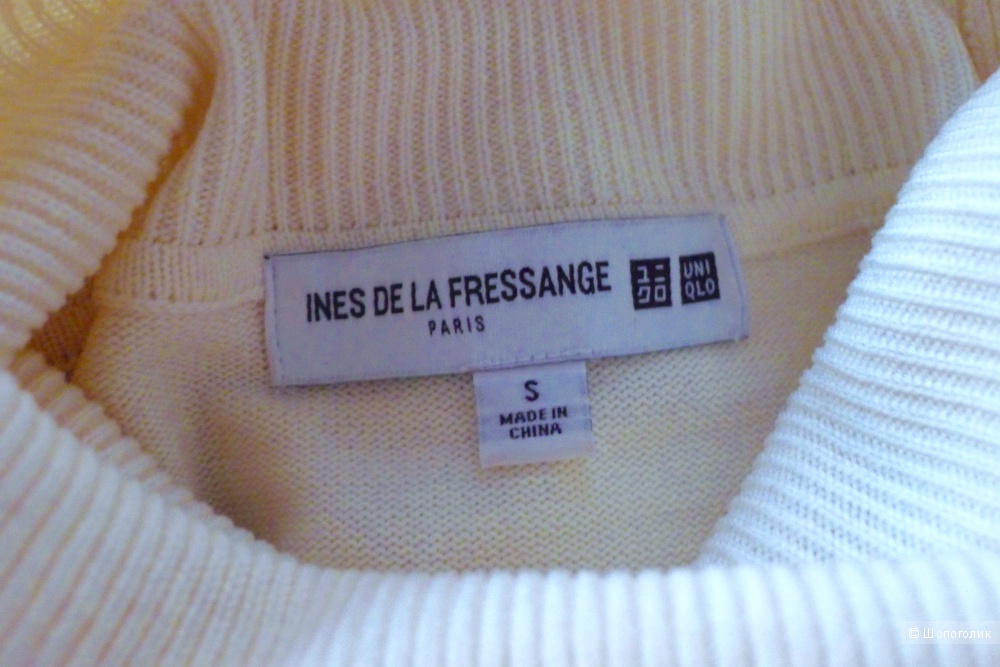 INES DE LA FRESSANGE
PARIS
ユニ
クロ
UNI
QLO
S
MADE IN
CHINA
© Шопоголик